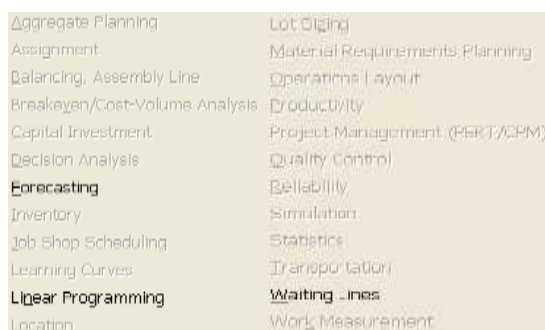 Aggregate Planning
Assignment
Balancing, Assembly Line
Breakeven/Cost-Volume Analysis
Capital Investment
Decision Analysis
Forecasting
Inventory
Job Shop Scheduling
Learning Curves
Linear Programming
Location
Lot Sizing
Material Requirements Planning
Operations Layout
Productivity
Project Management (PERT/CPM)
Quality Control
Reliability
Simulation
Statistics
Transportation
Waiting Lines
Work Measurement